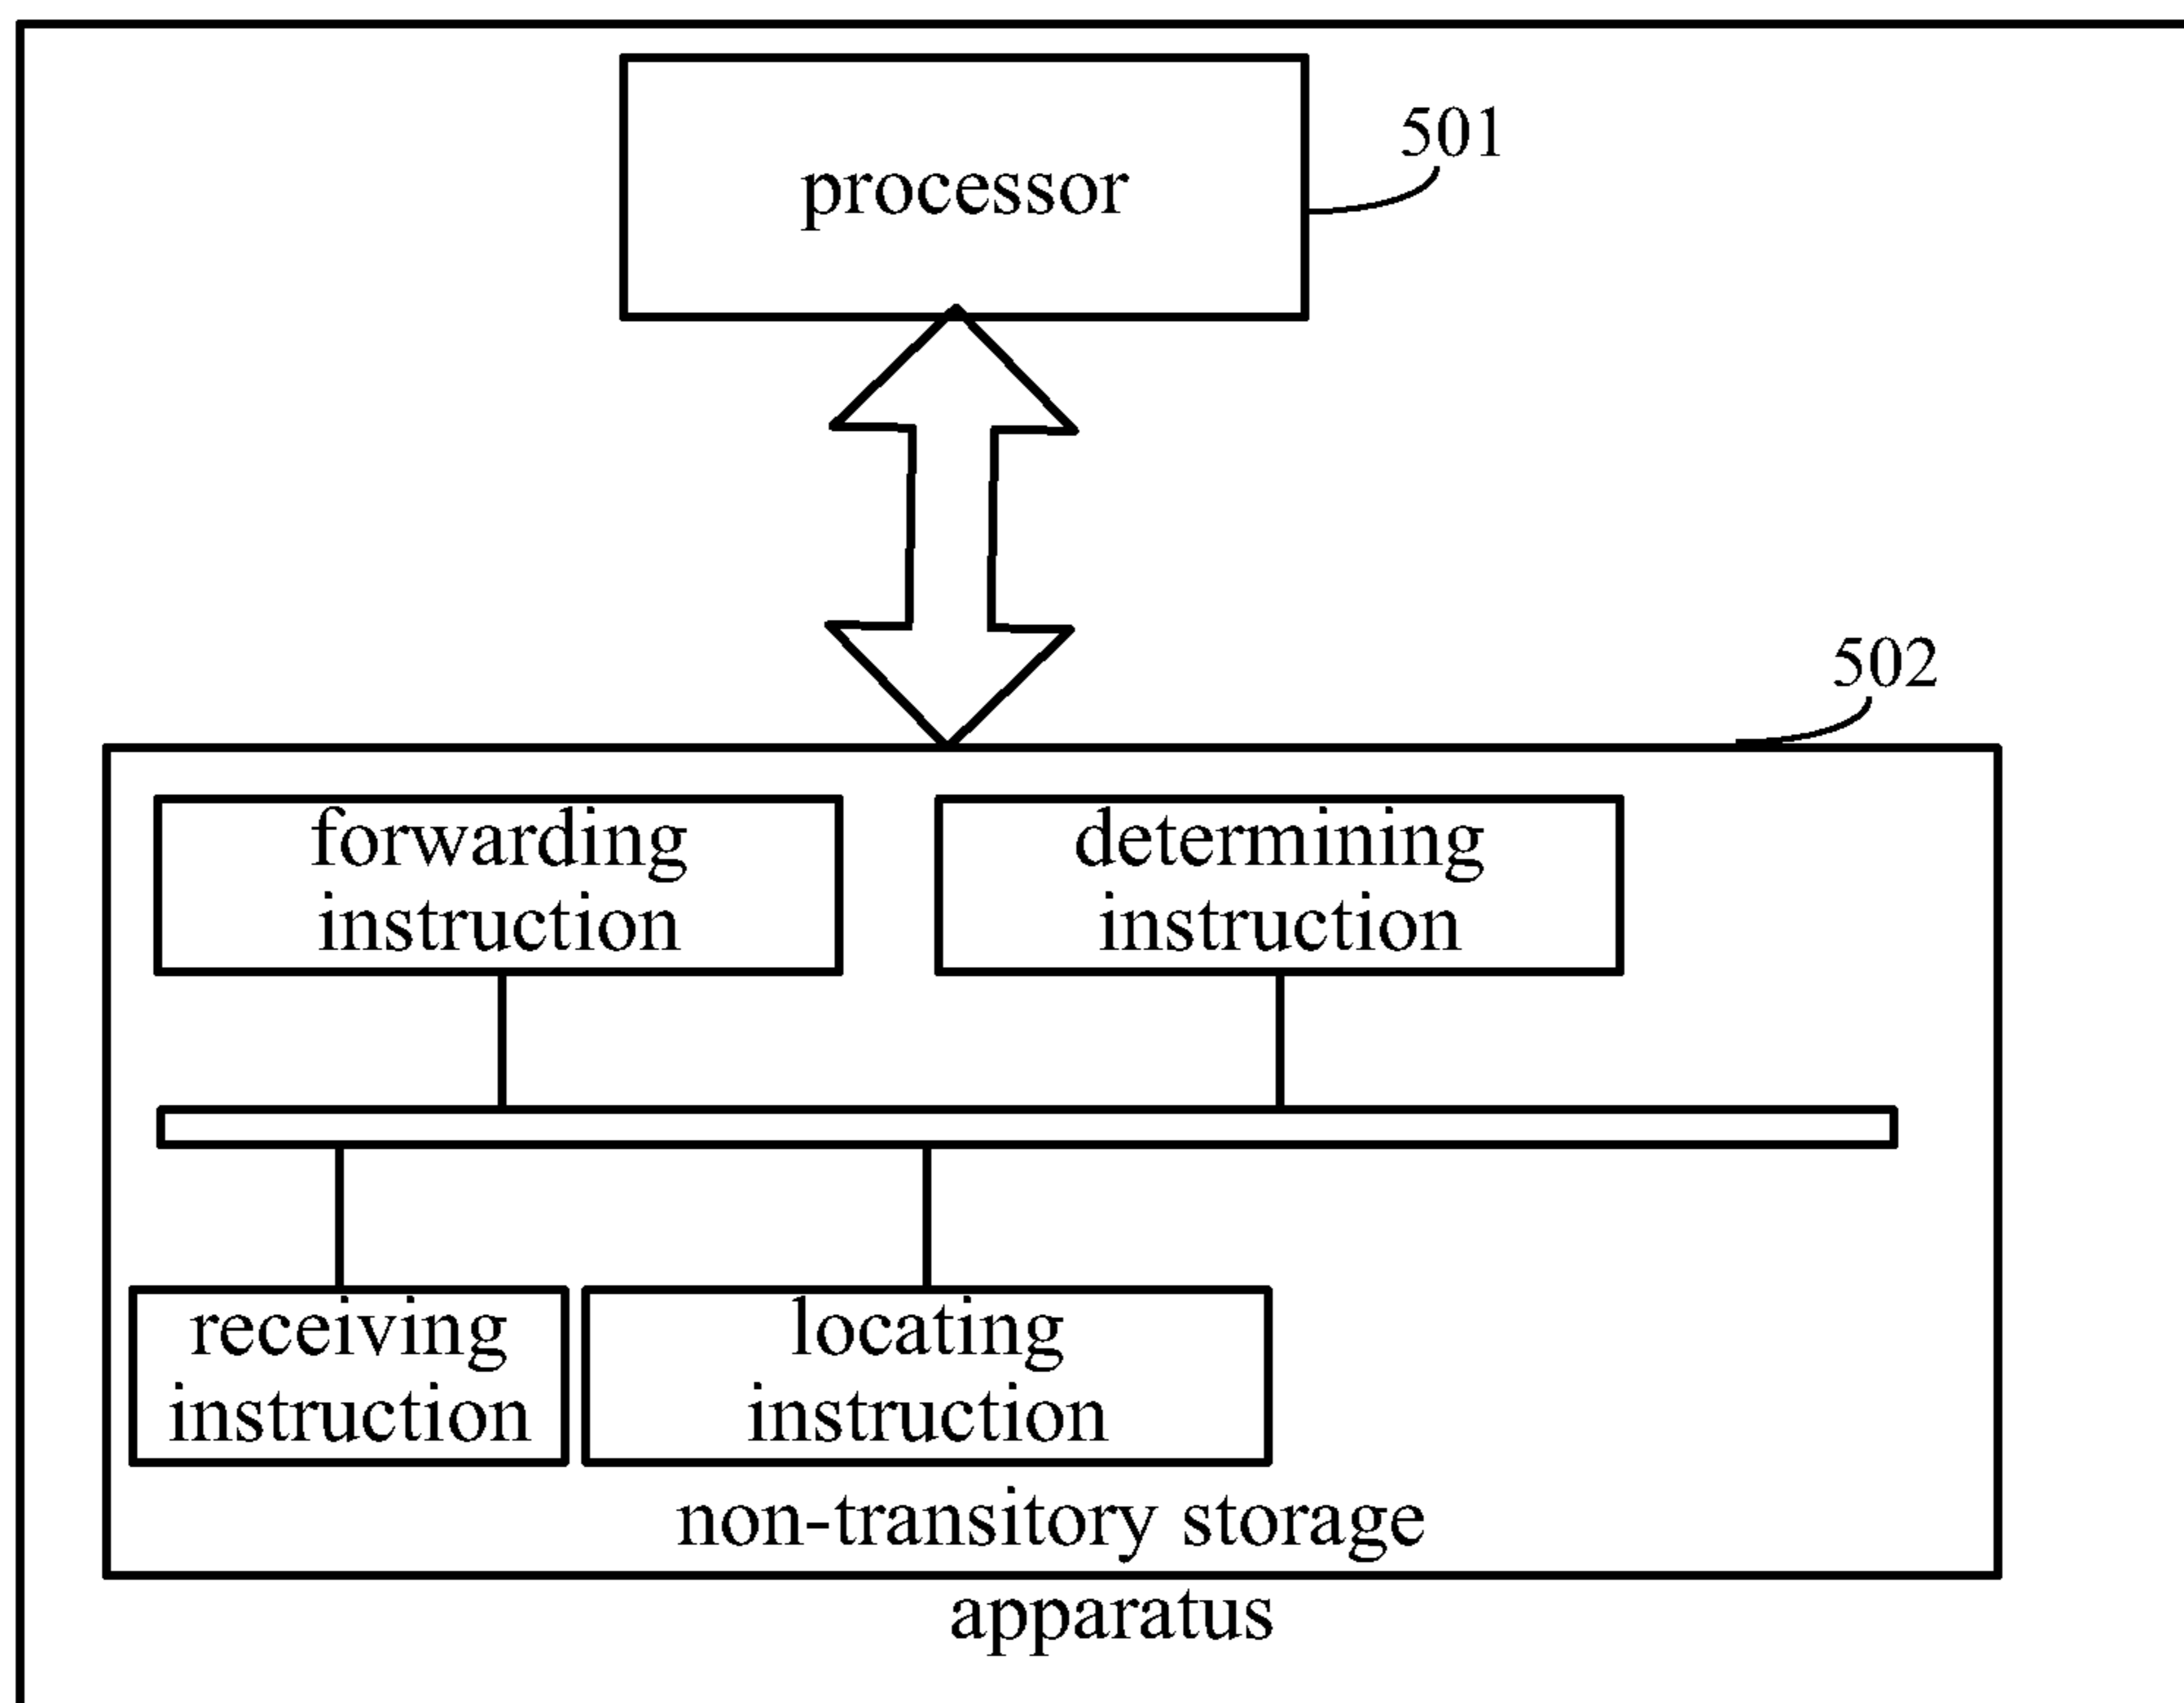 501
processor
502
forwarding
instruction
determining
instruction
receiving
instruction
locating
instruction
non-transitory storage
apparatus